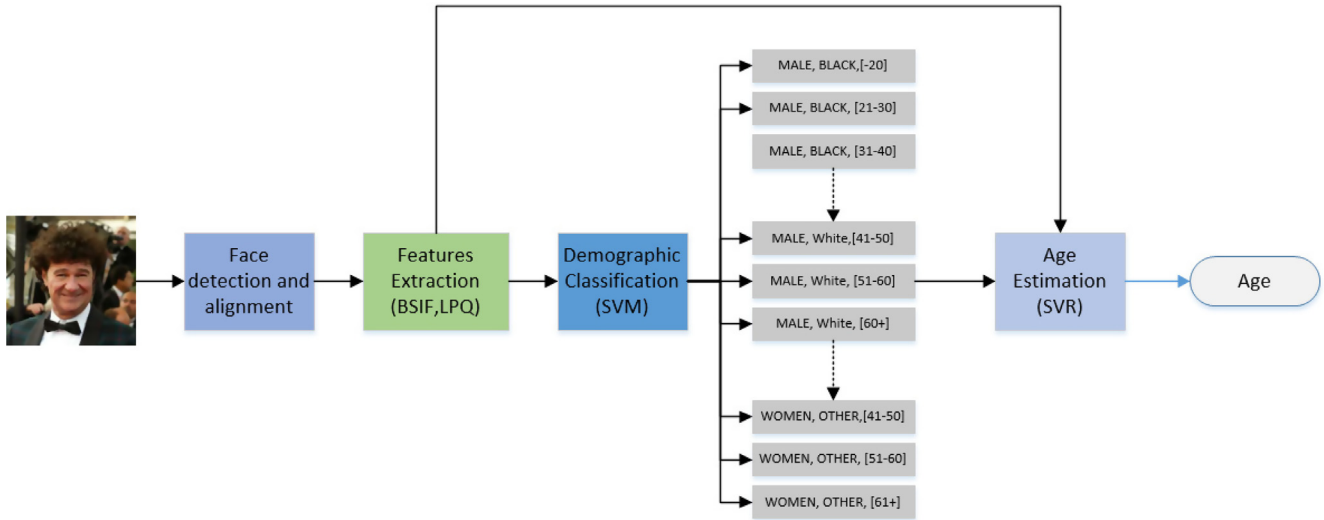 Face
detection and
alignment
Features
Extraction
(BSIF,LPQ)
Demographic
Classification
(SVM)
MALE, BLACK,[-20]
MALE, BLACK, [21-30]
MALE, BLACK, [31-40]
MALE, White,[41-50]
MALE, White, [51-60]
MALE, White, [60+]
WOMEN, OTHER,[41-50]
WOMEN, OTHER, [51-60]
WOMEN, OTHER, [61+]
Age
Estimation
(SVR)
Age